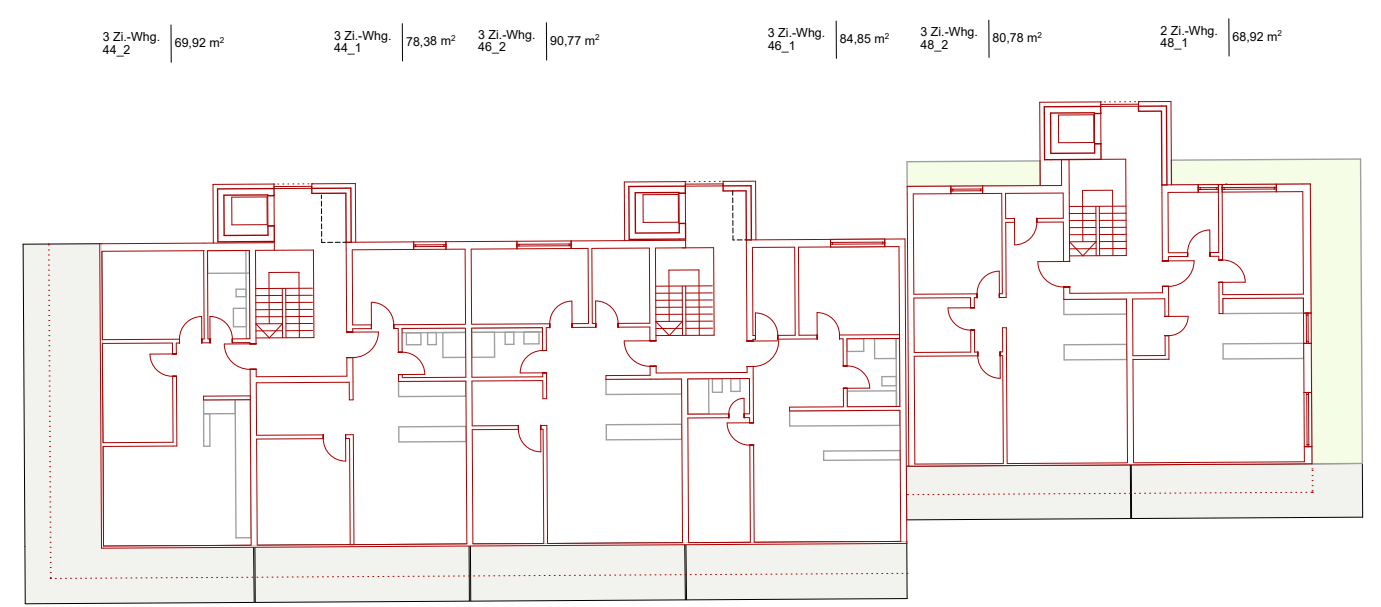 3 Zi.-Whg.
44_2
69,92 m²
3 Zi.-Whg.
44_1
78,38 m²
3 Zi.-Whg.
46_2
90,77 m²
3 Zi.-Whg.
46_1
84,85 m²
3 Zi.-Whg.
48_2
80,78 m²
2 Zi.-Whg.
48_1
68,92 m²